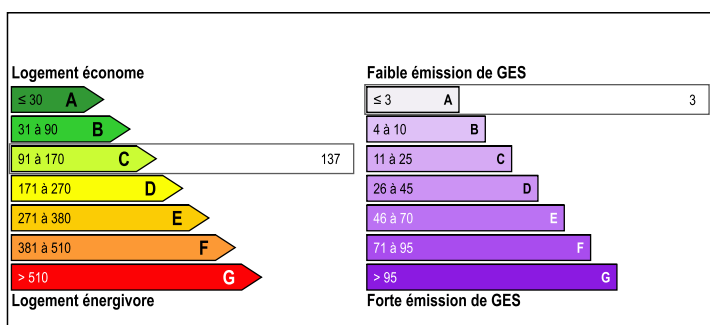 Logement économe
≤ 30 A
31 à 90 B
91 à 170 C 137
171 à 270 D
271 à 380 E
381 à 510 F
> 510 G
Logement énergivore
Faible émission de GES
≤ 3 A 3
4 à 10 B
11 à 25 C
26 à 45 D
46 à 70 E
71 à 95 F
> 95 G
Forte émission de GES